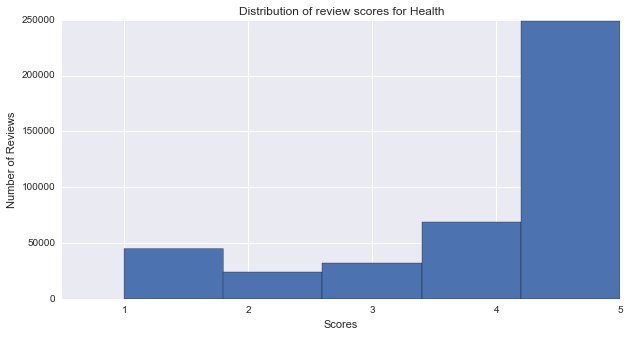 Distribution of review scores for Health
Number of Reviews
250000
200000
150000
100000
50000
0
1 2 3 4 5
Scores